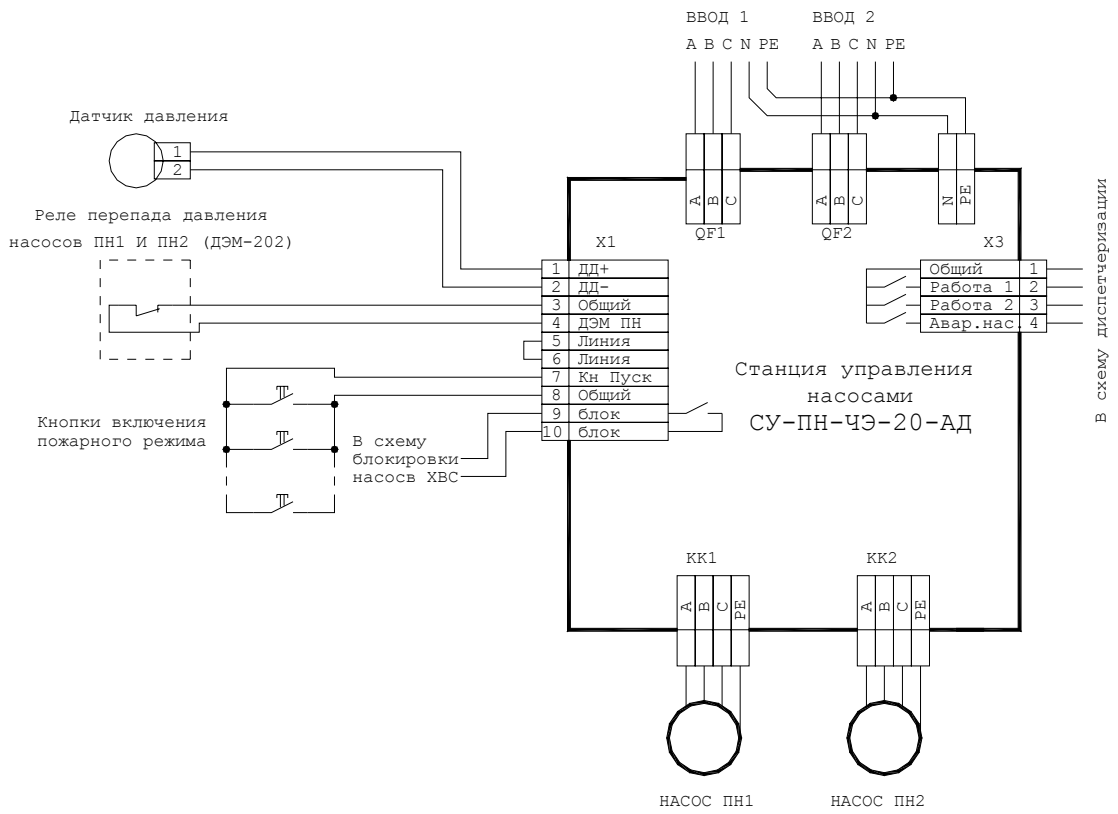 ВВОД 1
ВВОД 2
A B C N PE
A B C N PE
Датчик давления
1
2
Реле перепада давления
насосов ПН1 И ПН2 (ДЭМ-202)
A
B
C
QF1
A
B
C
QF2
N
PE
X1
1 ДД+
2 ДД-
3 Общий
4 ДЭМ ПН
5 Линия
6 Линия
7 Кн Пуск
8 Общий
9 блок
10 блок
X3
Общий 1
Работа 1 2
Работа 2 3
Авар.нас. 4
В схему диспетчеризации
Станция управления
насосами
СУ-ПН-ЧЭ-20-АД
Кнопки включения
пожарного режима
В схему
блокировки
насосв ХВС
KK1
A
B
C
PE
KK2
A
B
C
PE
НАСОС ПН1
НАСОС ПН2